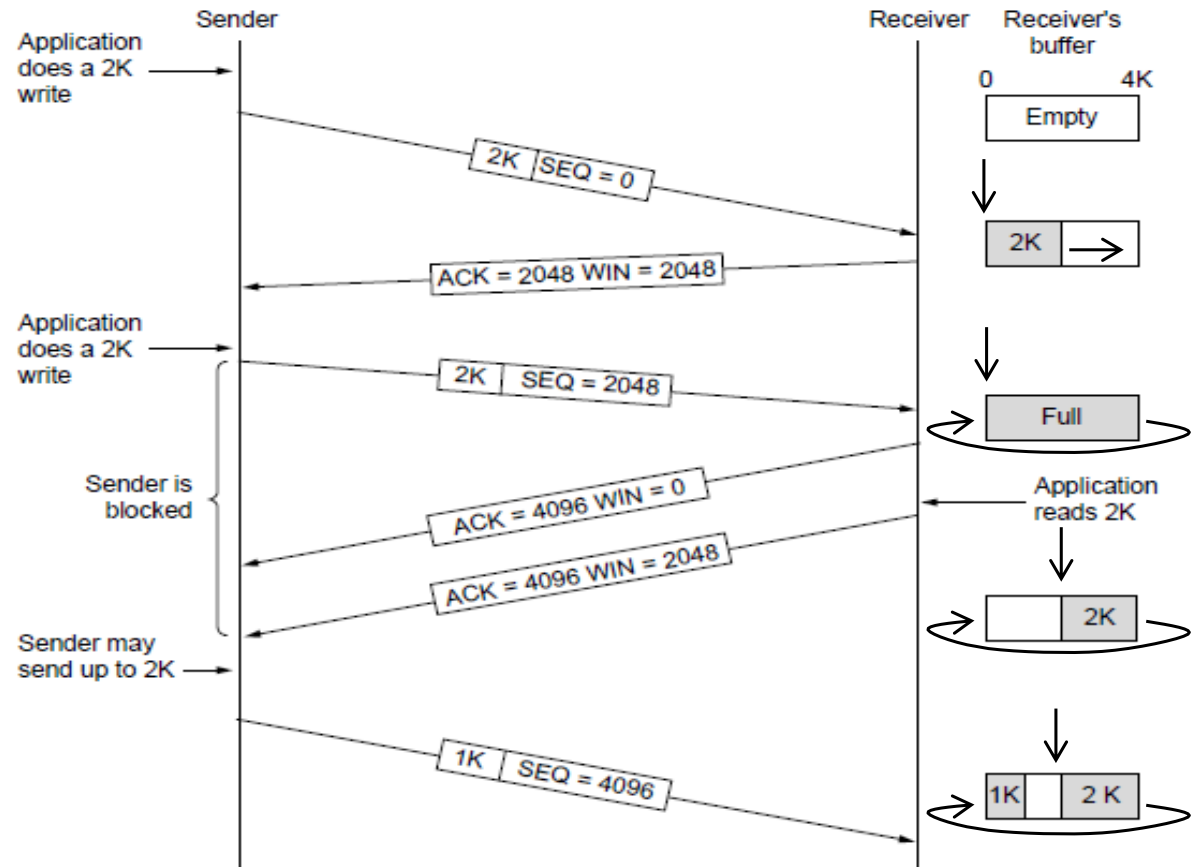 Sender
Receiver
Receiver's
buffer
Application
does a 2K
write
0
4K
Empty
2K
SEQ = 0
2K
ACK = 2048 WIN = 2048
Application
does a 2K
write
2K
SEQ = 2048
Full
Sender is
blocked
ACK = 4096 WIN = 0
Application
reads 2K
ACK = 4096 WIN = 2048
2K
Sender may
send up to 2K
1K
SEQ = 4096
1K
2 K